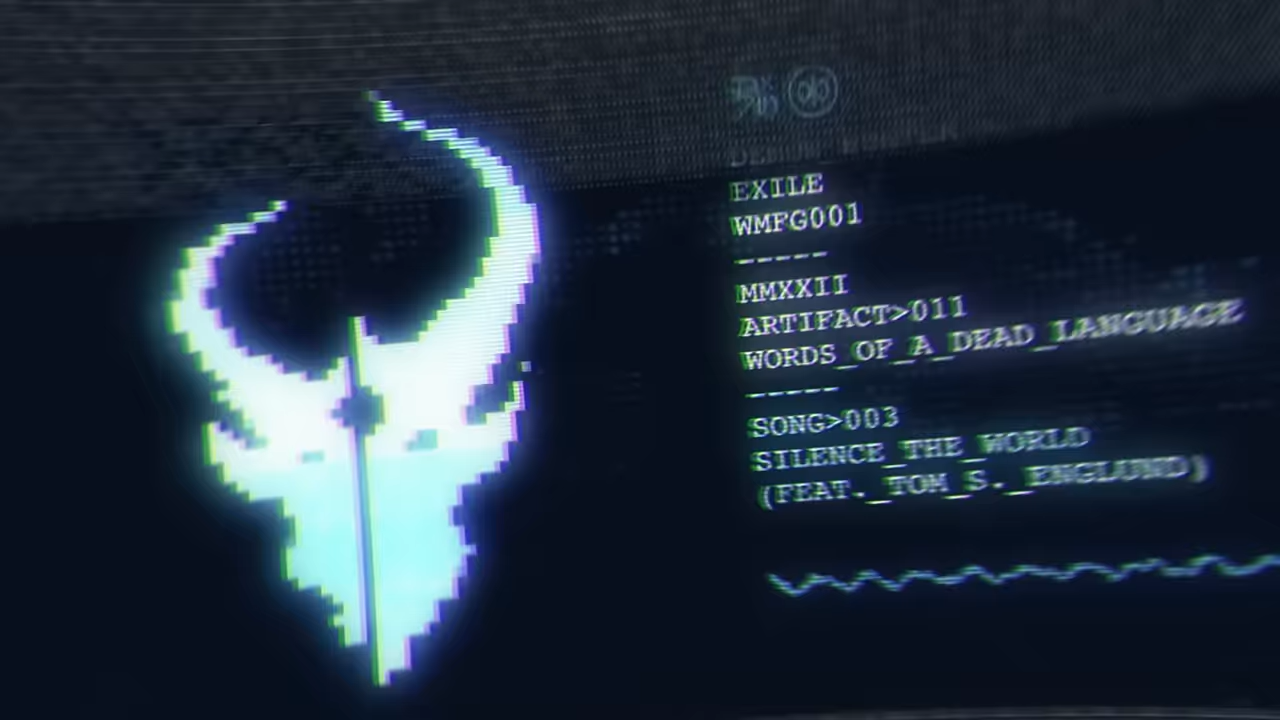 EXILE
WMFG001
-----
MMXXII
ARTIFACT>011
WORDS_OF_A_DEAD_LANGUAGE
-----
SONG>003
SILENCE_THE_WORLD
(FEAT._TOM_S._ENGLUND)